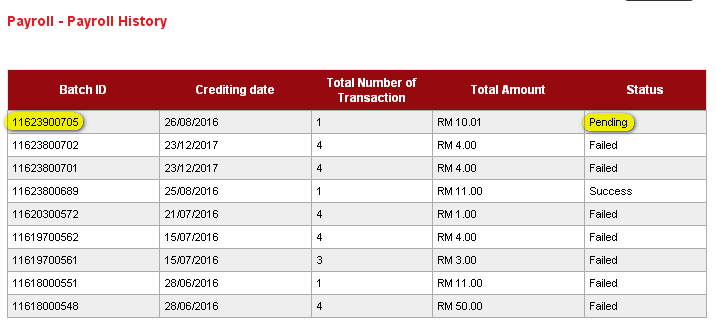 Payroll - Payroll History
Batch ID Crediting date Total Number of Transaction Total Amount Status
11623900705 26/08/2016 1 RM 10.01 Pending
11623800702 23/12/2017 4 RM 4.00 Failed
11623800701 23/12/2017 4 RM 4.00 Failed
11623800689 25/08/2016 1 RM 11.00 Success
11620300572 21/07/2016 4 RM 1.00 Failed
11619700562 15/07/2016 4 RM 4.00 Failed
11619700561 15/07/2016 3 RM 3.00 Failed
11618000551 28/06/2016 1 RM 11.00 Failed
11618000548 28/06/2016 4 RM 50.00 Failed